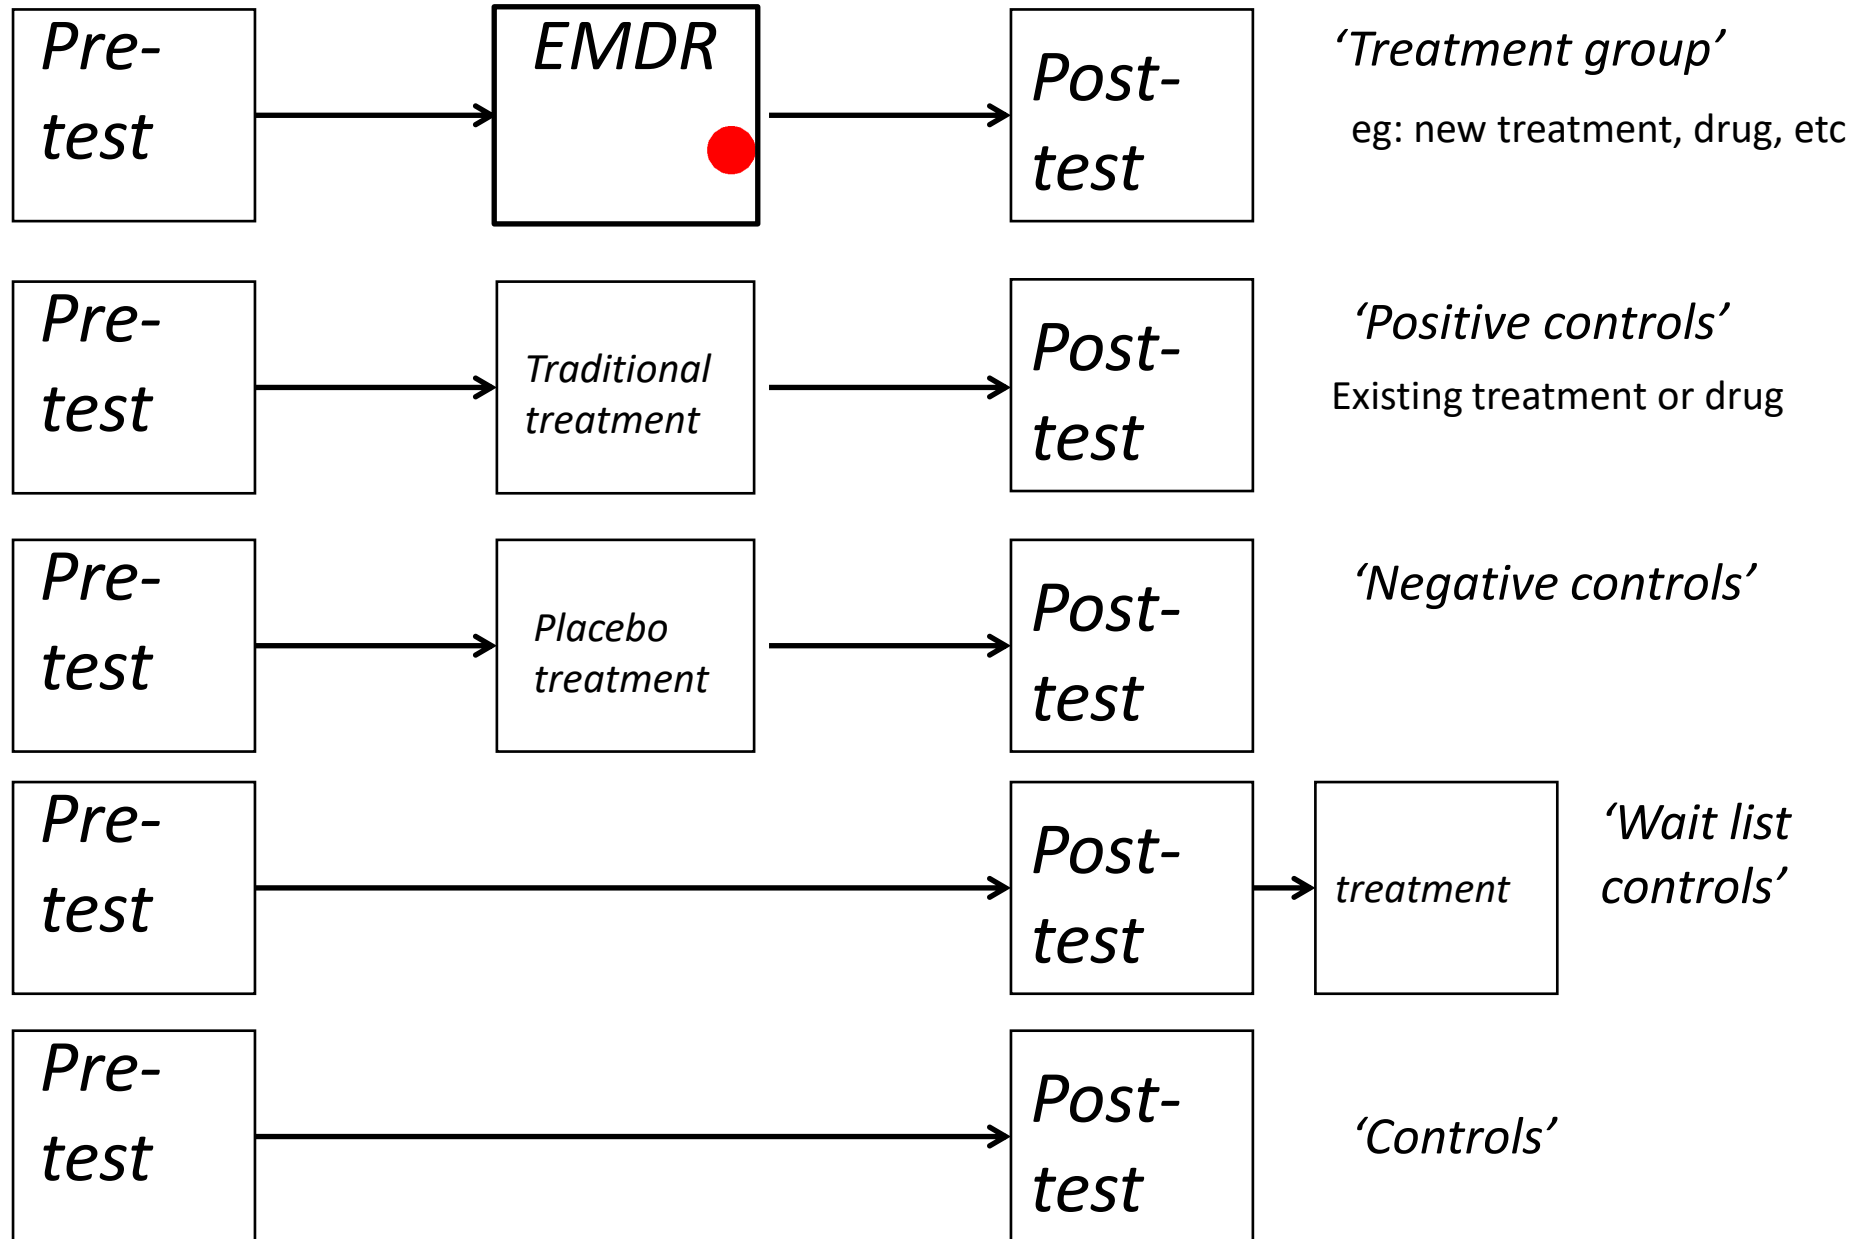 Pre-
test
EMDR
Post-
test
‘Treatment group’
eg: new treatment, drug, etc
Pre-
test
Traditional
treatment
Post-
test
‘Positive controls’
Existing treatment or drug
Pre-
test
Placebo
treatment
Post-
test
‘Negative controls’
Pre-
test
Post-
test
treatment
‘Wait list
controls’
Pre-
test
Post-
test
‘Controls’